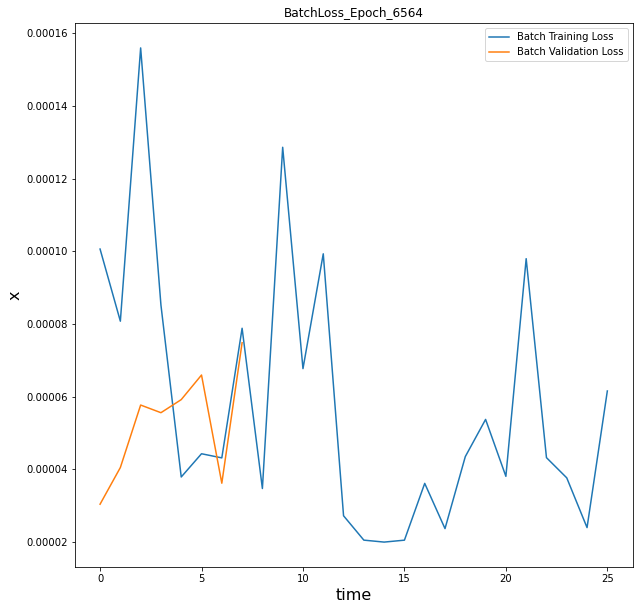 BatchLoss_Epoch_6564
Batch Training Loss
Batch Validation Loss
0.00016
0.00014
0.00012
0.00010
0.00008
0.00006
0.00004
0.00002
x
0 5 10 15 20 25
time